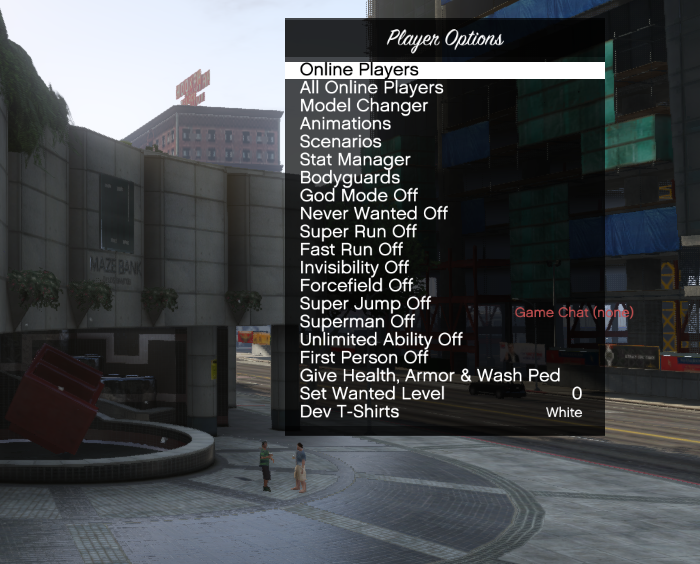 Player Options
Online Players
All Online Players
Model Changer
Animations
Scenarios
Stat Manager
Bodyguards
God Mode Off
Never Wanted Off
Super Run Off
Fast Run Off
Invisibility Off
Forcefield Off
Super Jump Off
Superman Off
Unlimited Ability Off
First Person Off
Give Health, Armor & Wash Ped
Set Wanted Level 0
Dev T-Shirts White
Game Chat (none)
MAZE BANK